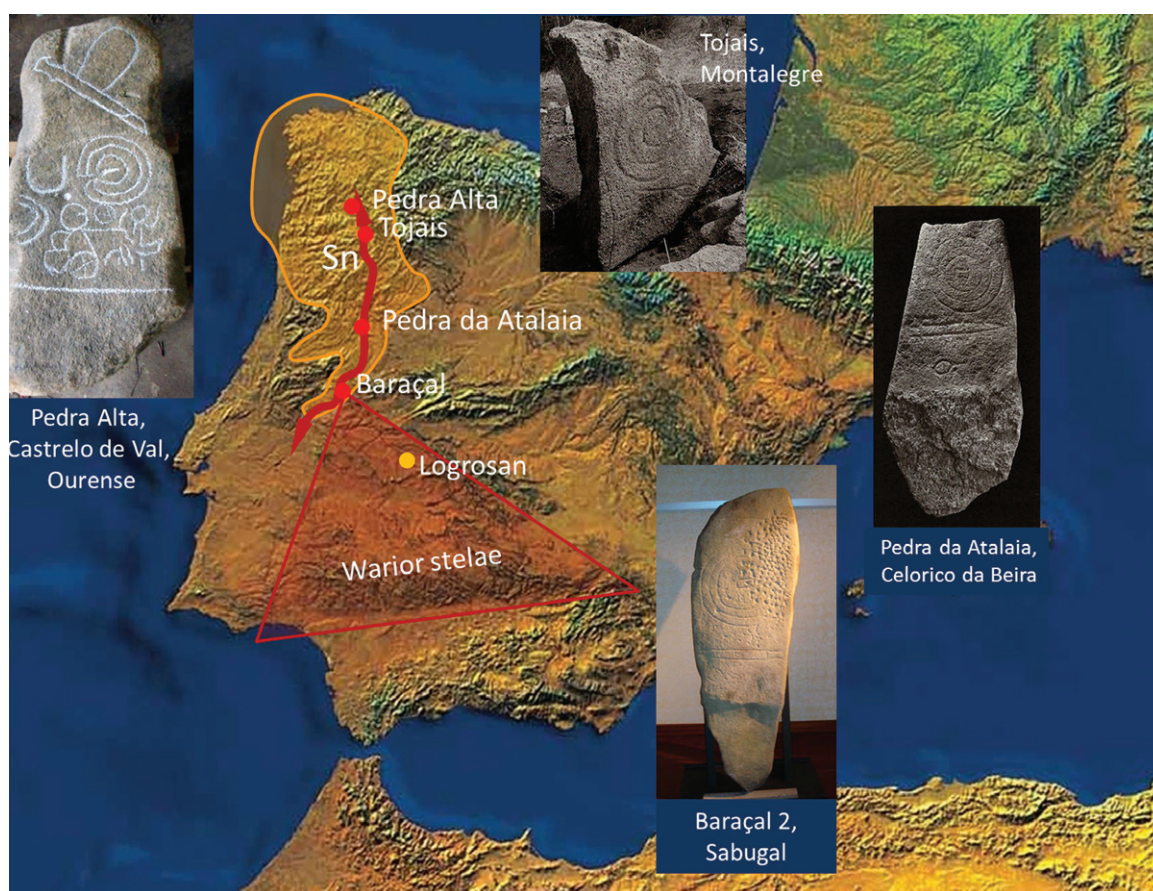 Tojais,
Montalegre
Pedra Alta
Tojais
Sn
Pedra da Atalaia
Baraçal
Logrosan
Warior stelae
Pedra Alta,
Castrelo de Val,
Ourense
Pedra da Atalaia,
Celorico da Beira
Baraçal 2,
Sabugal